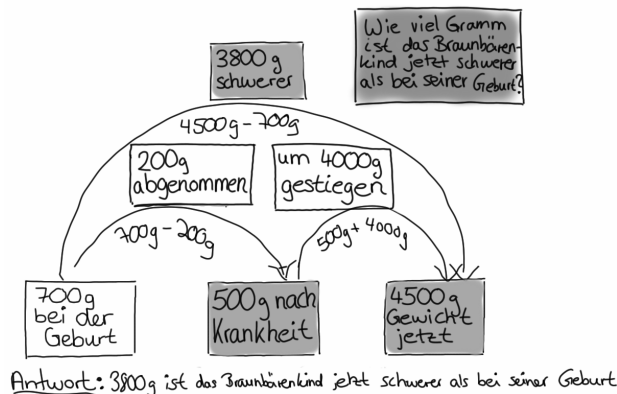 Wie viel Gramm
ist das Braunbären-
kind jetzt schwerer
als bei seiner Geburt?
3800g
schwerer
4500g-700g
200g
abgenommen
um 4000g
gestiegen
700g-200g
500g+4000g
700g
bei der
Geburt
500g nach
Krankheit
4500g
Gewicht
jetzt
Antwort: 3800g ist das Braunbärenkind jetzt schwerer als bei seiner Geburt